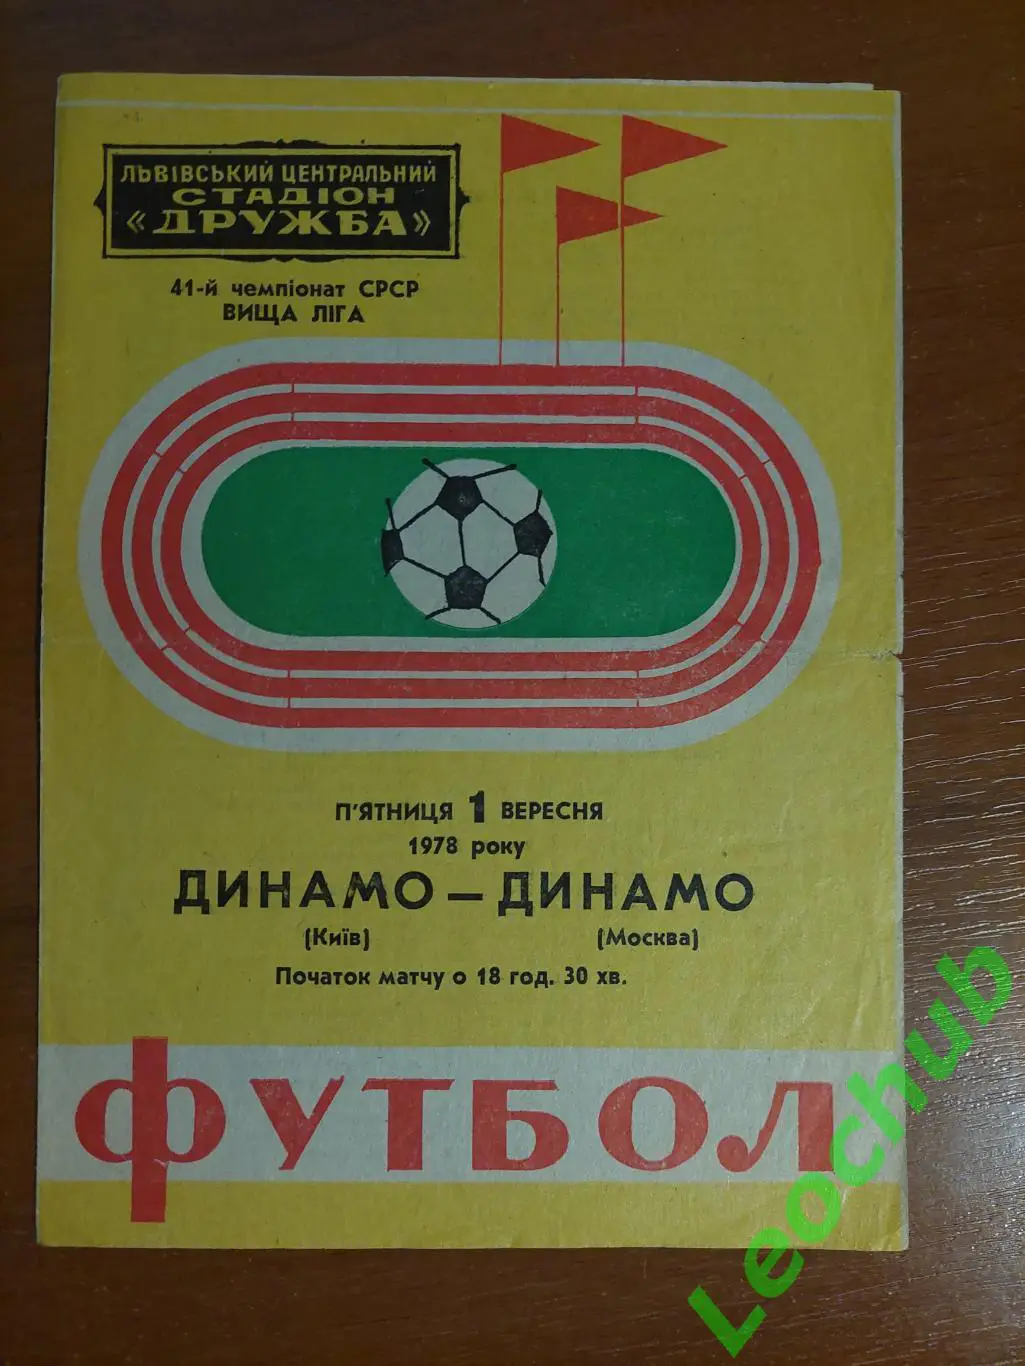 ЛЬВІВСЬКИЙ ЦЕНТРАЛЬНИЙ
СТАДІОН
«ДРУЖБА»
41-й чемпіонат СРСР
ВИЩА ЛІГА
П'ЯТНИЦЯ 1 ВЕРЕСНЯ
1978 року
ДИНАМО — ДИНАМО
(Київ) (Москва)
Початок матчу о 18 год. 30 хв.
ФУТБОЛ
Leochub